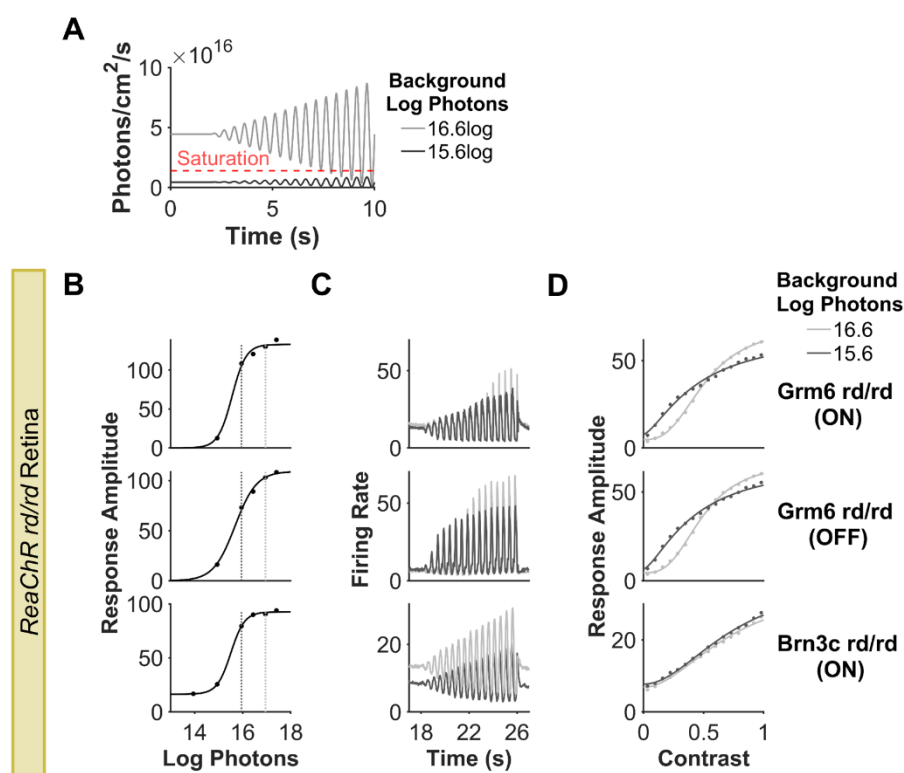 A
×10^16
Photons/cm²/s
10
5
0
Saturation
0
5
10
Time (s)
Background
Log Photons
16.6log
15.6log
ReaChR rd/rd Retina
B
C
D
Background
Log Photons
16.6
15.6
Response Amplitude
100
50
0
100
50
0
100
50
0
14
16
18
Log Photons
Firing Rate
50
0
50
0
20
0
18
22
26
Time (s)
Response Amplitude
50
0
50
0
20
0
0
0.5
1
Contrast
Grm6 rd/rd
(ON)
Grm6 rd/rd
(OFF)
Brn3c rd/rd
(ON)